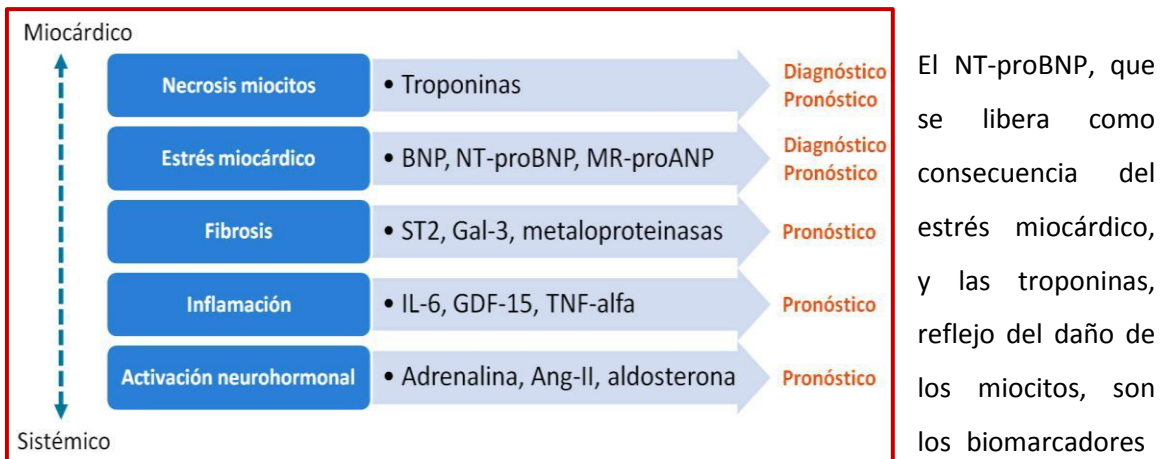 Miocárdico
Necrosis miocitos
• Troponinas
Diagnóstico
Pronóstico
Estrés miocárdico
• BNP, NT-proBNP, MR-proANP
Diagnóstico
Pronóstico
Fibrosis
• ST2, Gal-3, metaloproteinasas
Pronóstico
Inflamación
• IL-6, GDF-15, TNF-alfa
Pronóstico
Activación neurohormonal
• Adrenalina, Ang-II, aldosterona
Pronóstico
Sistémico
El NT-proBNP, que
se libera como
consecuencia del
estrés miocárdico,
y las troponinas,
reflejo del daño de
los miocitos, son
los biomarcadores